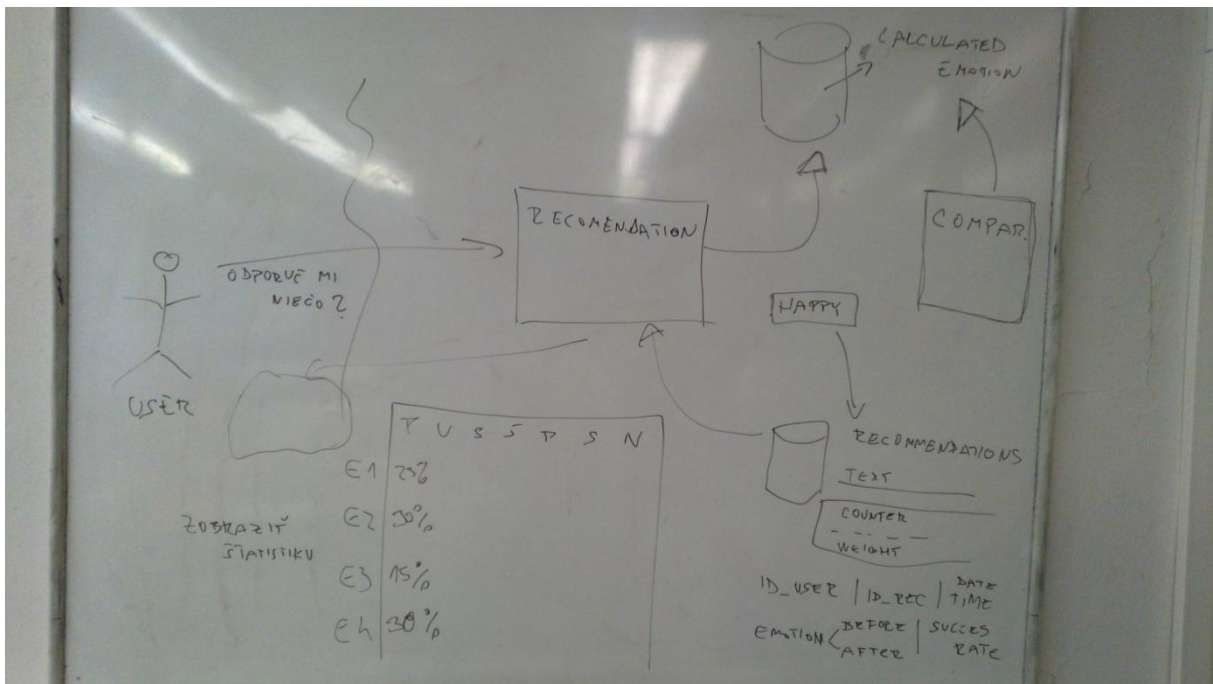 CALCULATED
EMOTION
RECOMENDATION
COMPAR.
ODPORUČ MI
NIEČO?
HAPPY
USER
RECOMMENDATIONS
P U S Š P S N
TEXT
E1 25%
COUNTER
E2 30%
WEIGHT
ZOBRAZIŤ
ŠTATISTIKU
E3 15%
ID_USER | ID_REC | DATE
TIME
E4 30%
EMOTION < BEFORE | SUCCES
AFTER RATE